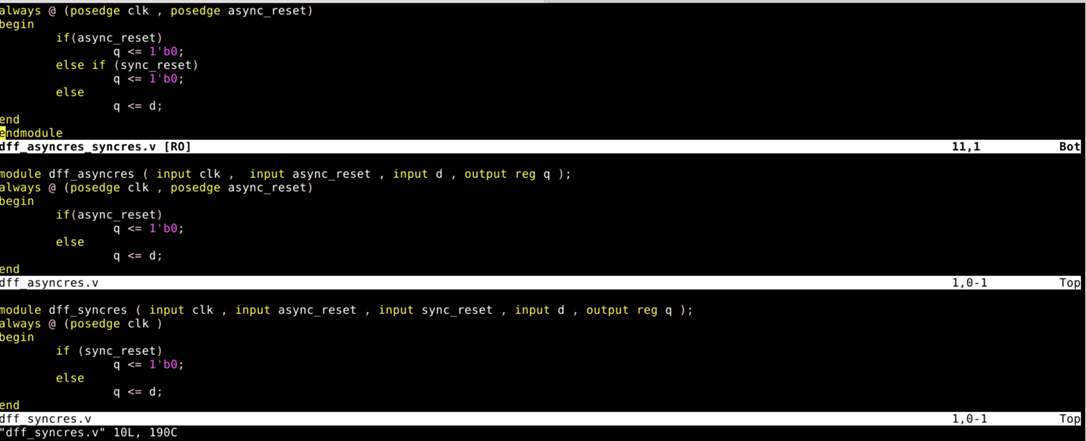 always @ (posedge clk , posedge async_reset)
begin
        if(async_reset)
                q <= 1'b0;
        else if (sync_reset)
                q <= 1'b0;
        else
                q <= d;
end
endmodule
dff_asyncres_syncres.v [RO] 11,1 Bot
module dff_asyncres ( input clk ,  input async_reset , input d , output reg q );
always @ (posedge clk , posedge async_reset)
begin
        if(async_reset)
                q <= 1'b0;
        else
                q <= d;
end
dff_asyncres.v 1,0-1 Top
module dff_syncres ( input clk , input async_reset , input sync_reset , input d , output reg q );
always @ (posedge clk )
begin
        if (sync_reset)
                q <= 1'b0;
        else
                q <= d;
end
dff_syncres.v 1,0-1 Top
"dff_syncres.v" 10L, 190C